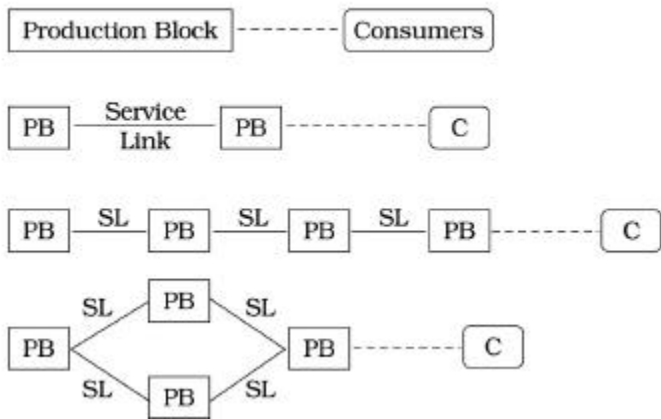 Production Block Consumers
Service
PB PB C
Link
SL SL SL
PB PB PB PB C
SL PB SL
PB PB C
SL PB SL